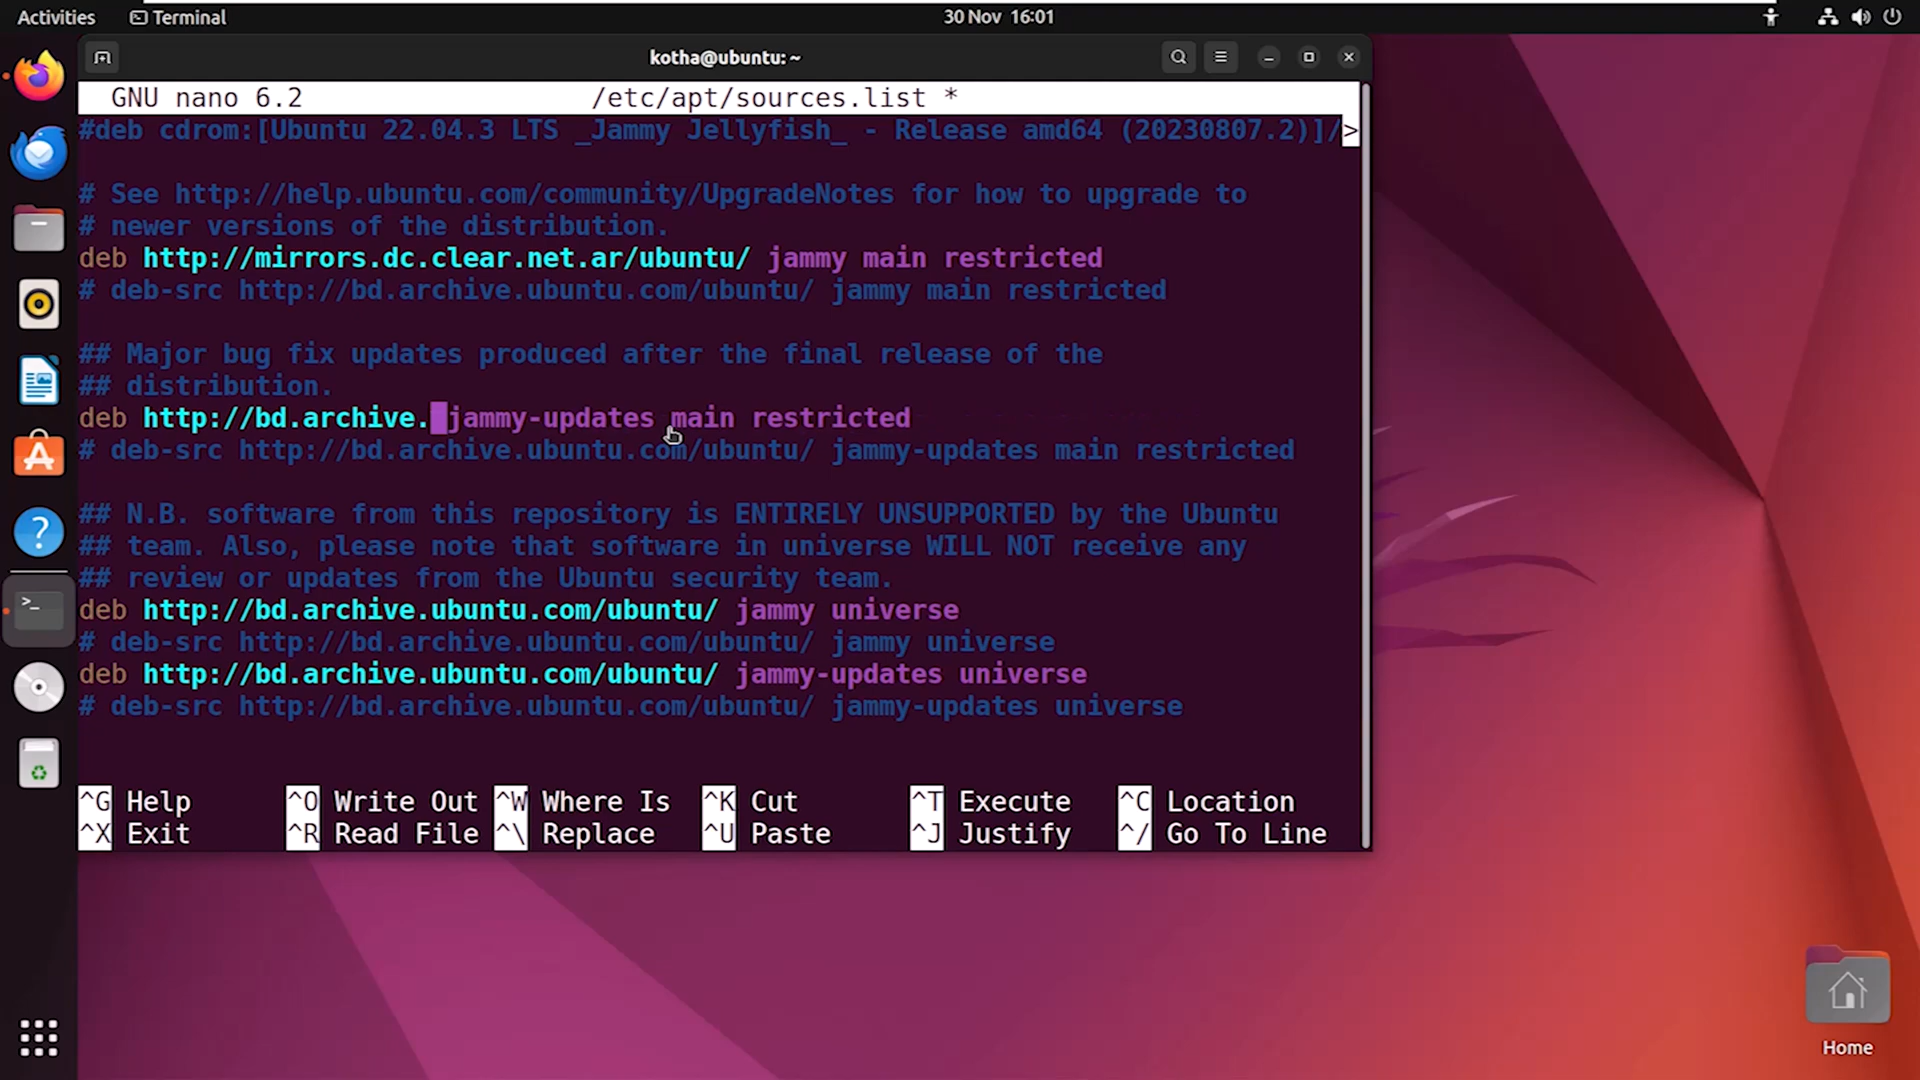 Activities Terminal 30 Nov 16:01
kotha@ubuntu: ~
GNU nano 6.2 /etc/apt/sources.list *
#deb cdrom:[Ubuntu 22.04.3 LTS _Jammy Jellyfish_ - Release amd64 (20230807.2)]/>
# See http://help.ubuntu.com/community/UpgradeNotes for how to upgrade to
# newer versions of the distribution.
deb http://mirrors.dc.clear.net.ar/ubuntu/ jammy main restricted
# deb-src http://bd.archive.ubuntu.com/ubuntu/ jammy main restricted
## Major bug fix updates produced after the final release of the
## distribution.
deb http://bd.archive. jammy-updates main restricted
# deb-src http://bd.archive.ubuntu.com/ubuntu/ jammy-updates main restricted
## N.B. software from this repository is ENTIRELY UNSUPPORTED by the Ubuntu
## team. Also, please note that software in universe WILL NOT receive any
## review or updates from the Ubuntu security team.
deb http://bd.archive.ubuntu.com/ubuntu/ jammy universe
# deb-src http://bd.archive.ubuntu.com/ubuntu/ jammy universe
deb http://bd.archive.ubuntu.com/ubuntu/ jammy-updates universe
# deb-src http://bd.archive.ubuntu.com/ubuntu/ jammy-updates universe
^G Help ^O Write Out ^W Where Is ^K Cut ^T Execute ^C Location
^X Exit ^R Read File ^\ Replace ^U Paste ^J Justify ^/ Go To Line
Home